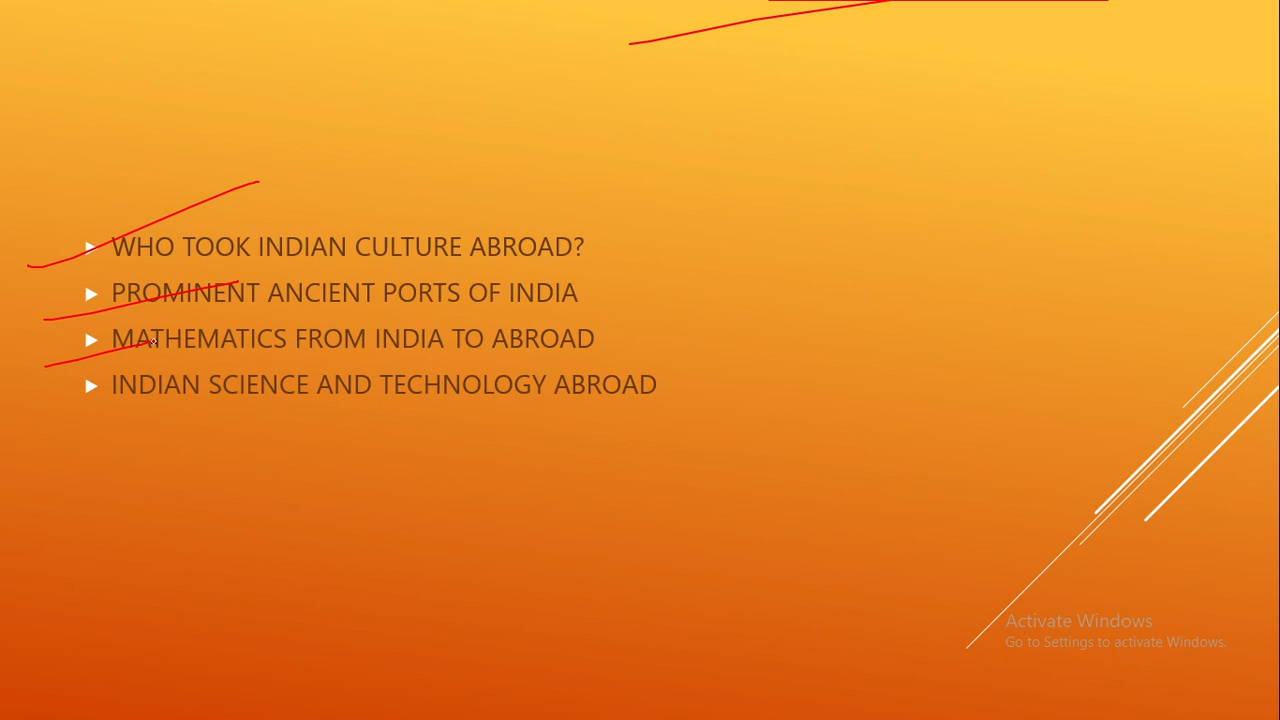 WHO TOOK INDIAN CULTURE ABROAD?
PROMINENT ANCIENT PORTS OF INDIA
MATHEMATICS FROM INDIA TO ABROAD
INDIAN SCIENCE AND TECHNOLOGY ABROAD
Activate Windows
Go to Settings to activate Windows.